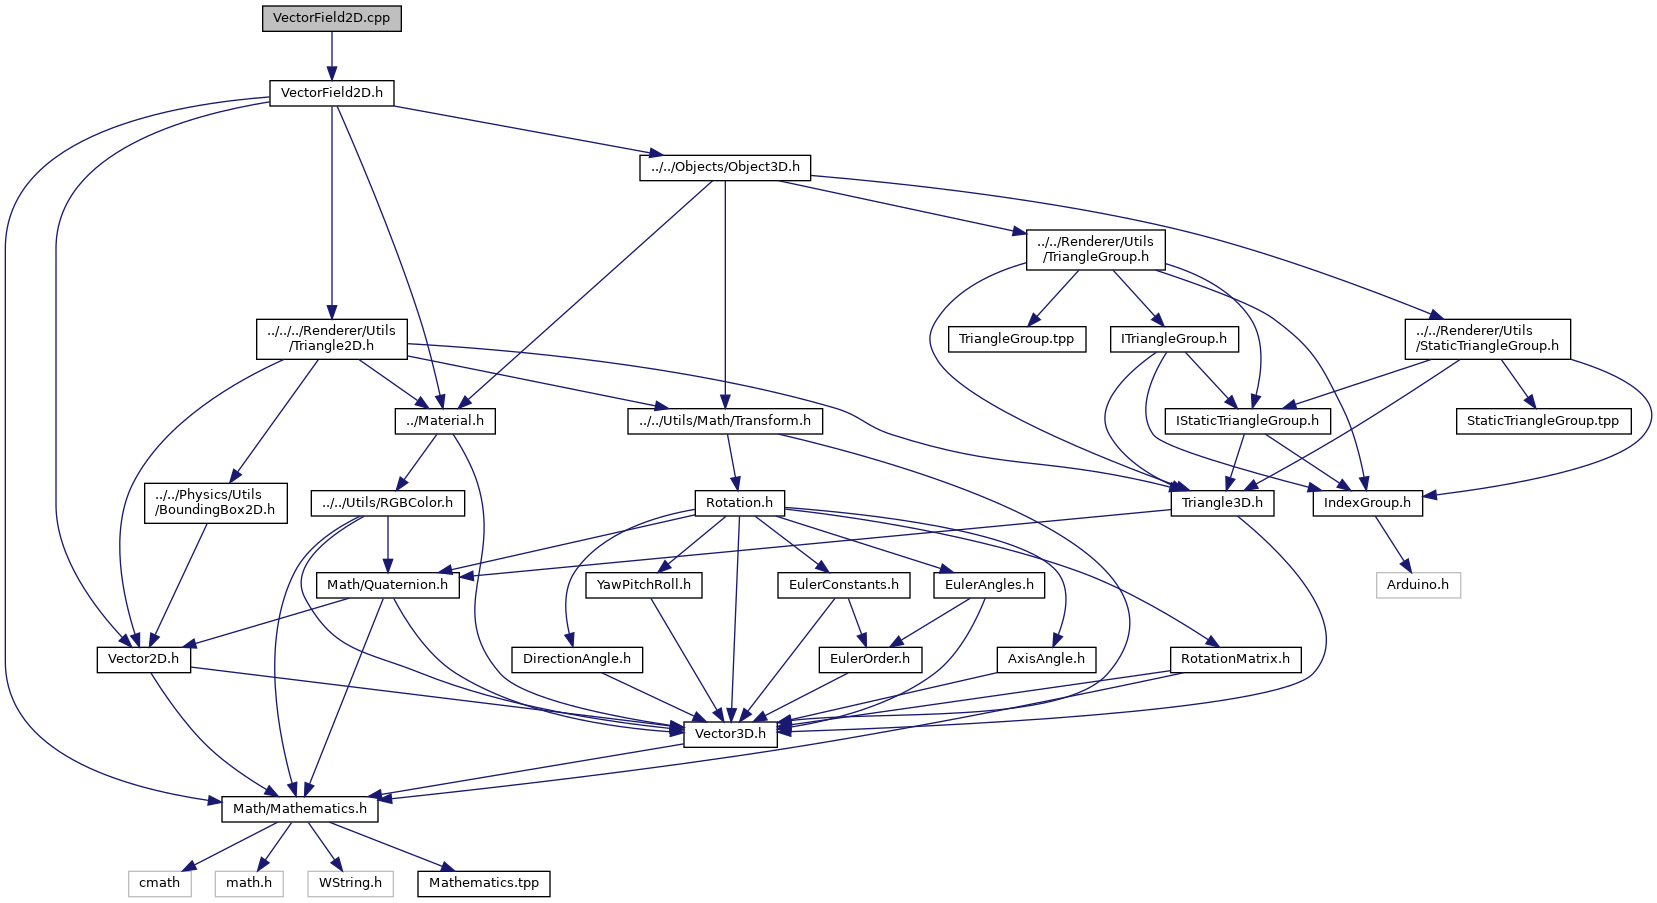 VectorField2D.cpp
VectorField2D.h
../../Objects/Object3D.h
../../Renderer/Utils
/TriangleGroup.h
../../../Renderer/Utils
/Triangle2D.h
TriangleGroup.tpp
ITriangleGroup.h
../../Renderer/Utils
/StaticTriangleGroup.h
../Material.h
../../Utils/Math/Transform.h
IStaticTriangleGroup.h
StaticTriangleGroup.tpp
../../Physics/Utils
/BoundingBox2D.h
../../Utils/RGBColor.h
Rotation.h
Triangle3D.h
IndexGroup.h
Math/Quaternion.h
YawPitchRoll.h
EulerConstants.h
EulerAngles.h
Arduino.h
Vector2D.h
DirectionAngle.h
EulerOrder.h
AxisAngle.h
RotationMatrix.h
Vector3D.h
Math/Mathematics.h
cmath
math.h
WString.h
Mathematics.tpp